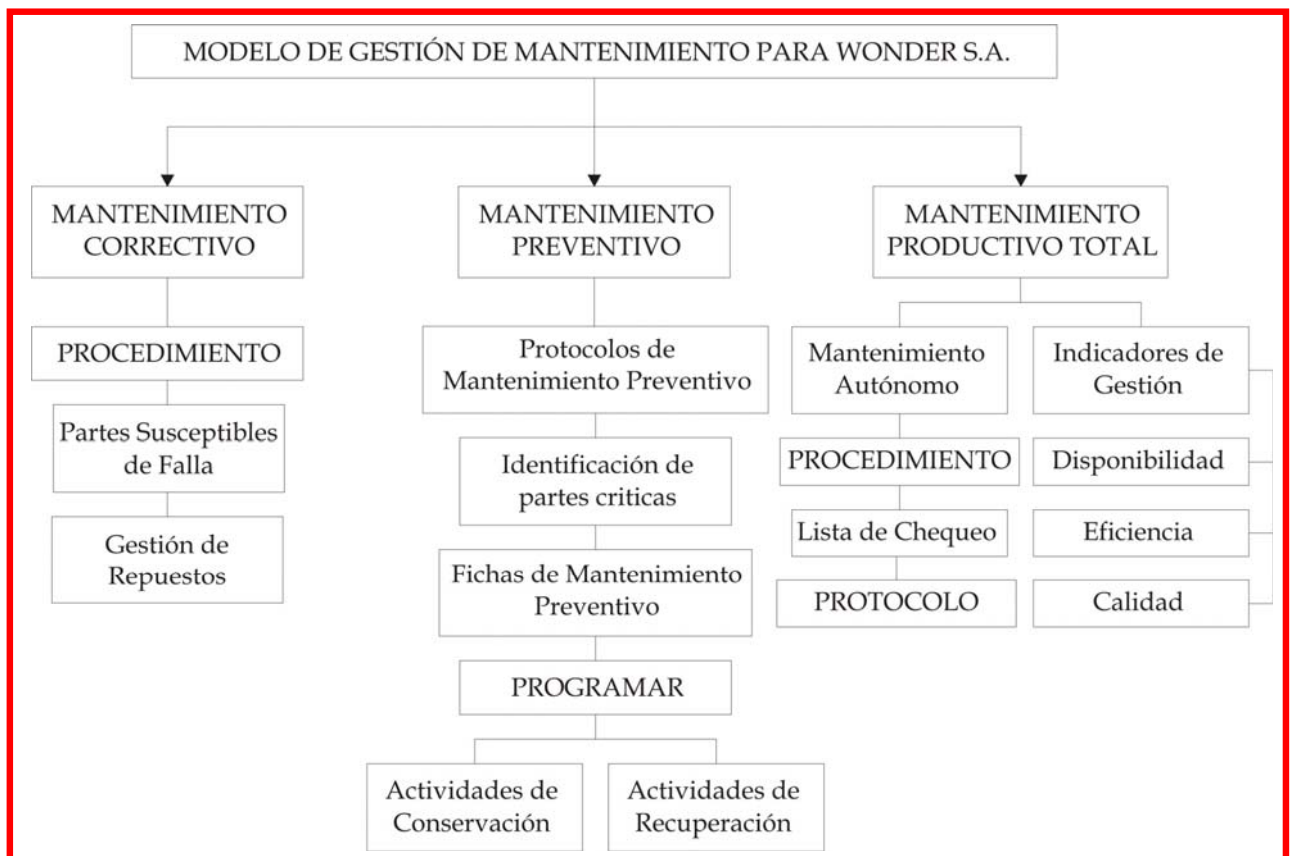 MODELO DE GESTIÓN DE MANTENIMIENTO PARA WONDER S.A.
MANTENIMIENTO
CORRECTIVO
PROCEDIMIENTO
Partes Susceptibles
de Falla
Gestión de
Repuestos
MANTENIMIENTO
PREVENTIVO
Protocolos de
Mantenimiento Preventivo
Identificación de
partes criticas
Fichas de Mantenimiento
Preventivo
PROGRAMAR
Actividades de
Conservación
Actividades de
Recuperación
MANTENIMIENTO
PRODUCTIVO TOTAL
Mantenimiento
Autónomo
PROCEDIMIENTO
Lista de Chequeo
PROTOCOLO
Indicadores de
Gestión
Disponibilidad
Eficiencia
Calidad